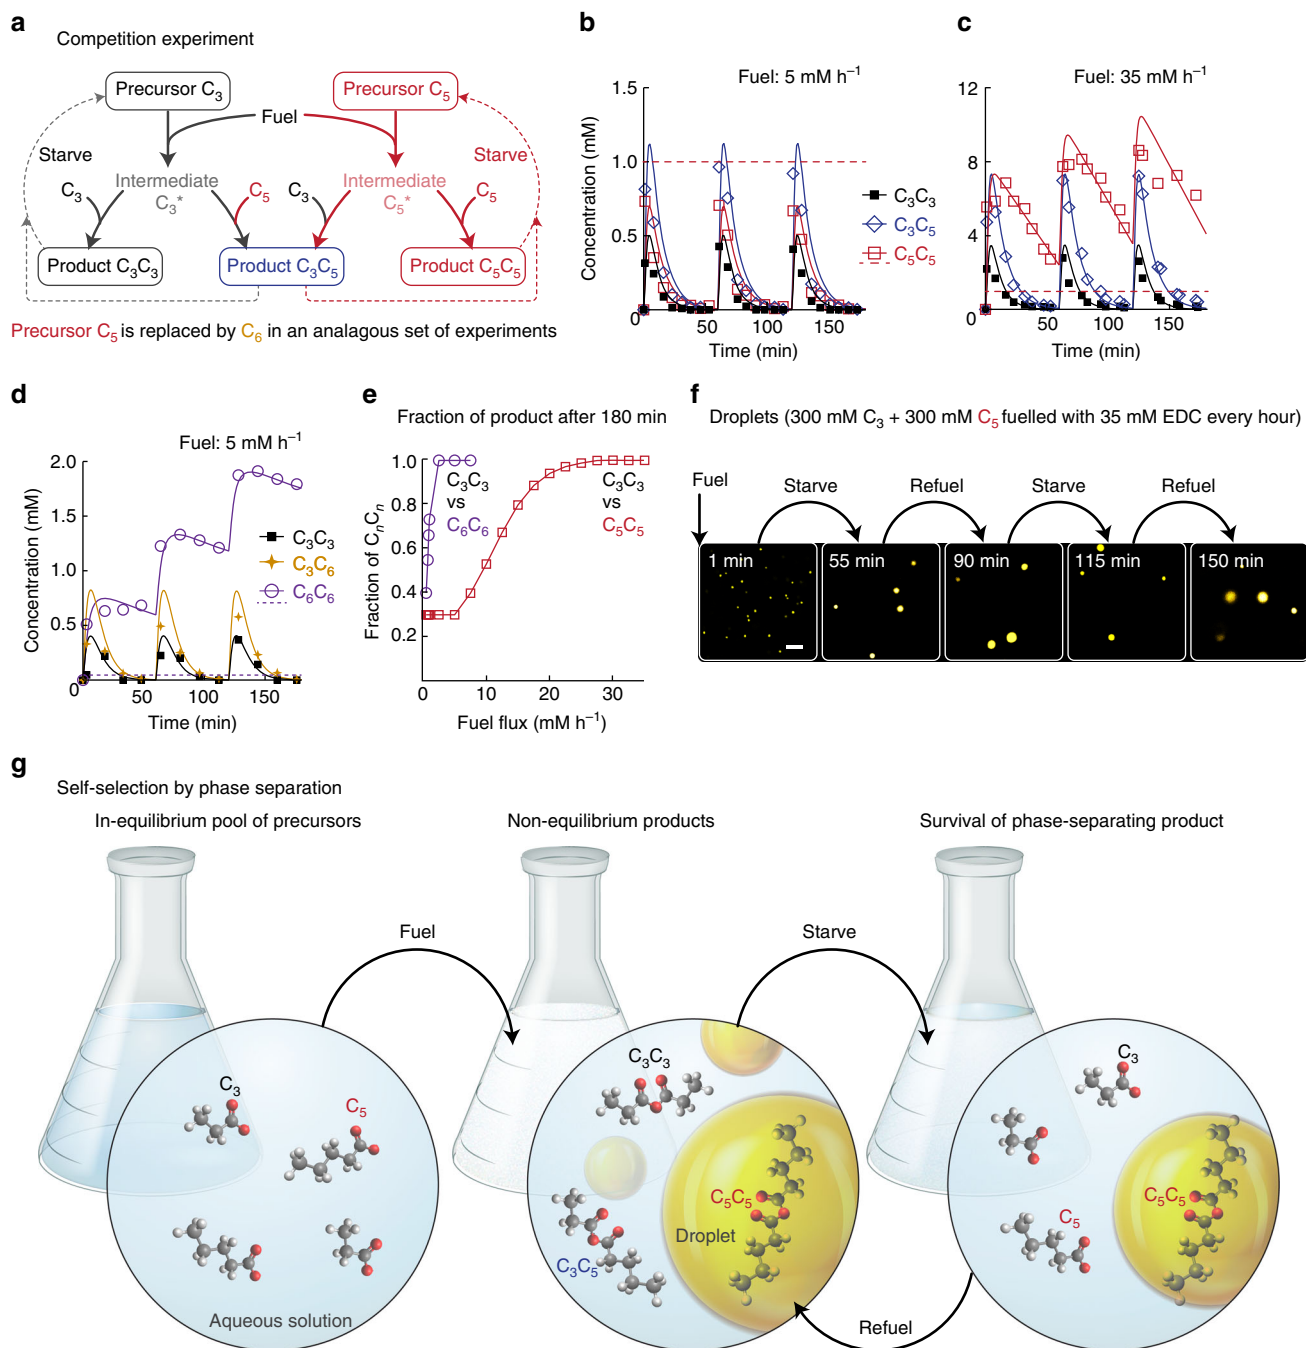 a
Competition experiment
Precursor C3
Precursor C5
Fuel
Starve
Starve
C3
Intermediate
C3*
C5
C3
Intermediate
C5*
C5
Product C3C3
Product C3C5
Product C5C5
Precursor C5 is replaced by C6 in an analagous set of experiments
b
Fuel: 5 mM h−1
Concentration (mM)
1.5
1.0
0.5
0
50
100
150
Time (min)
C3C3
C3C5
C5C5
c
Fuel: 35 mM h−1
12
8
4
0
50
100
150
Time (min)
d
Fuel: 5 mM h−1
Concentration (mM)
2.0
1.5
1.0
0.5
0
50
100
150
Time (min)
C3C3
C3C6
C6C6
e
Fraction of product after 180 min
Fraction of CnCn
1.0
0.8
0.6
0.4
0.2
0
10
20
30
Fuel flux (mM h−1)
C3C3
vs
C6C6
C3C3
vs
C5C5
f
Droplets (300 mM C3 + 300 mM C5 fuelled with 35 mM EDC every hour)
Fuel
Starve
Refuel
Starve
Refuel
1 min
55 min
90 min
115 min
150 min
g
Self-selection by phase separation
In-equilibrium pool of precursors
Non-equilibrium products
Survival of phase-separating product
Fuel
Starve
C3
C5
Aqueous solution
C3C3
C5C5
Droplet
C3C5
C3
C5C5
C5
Refuel